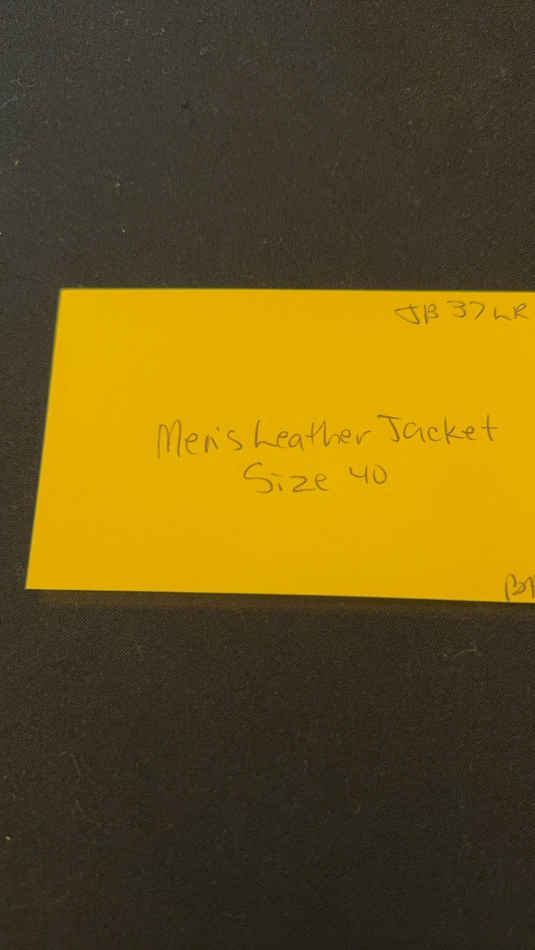 JB 37 LR
Men's Leather Jacket
Size 40